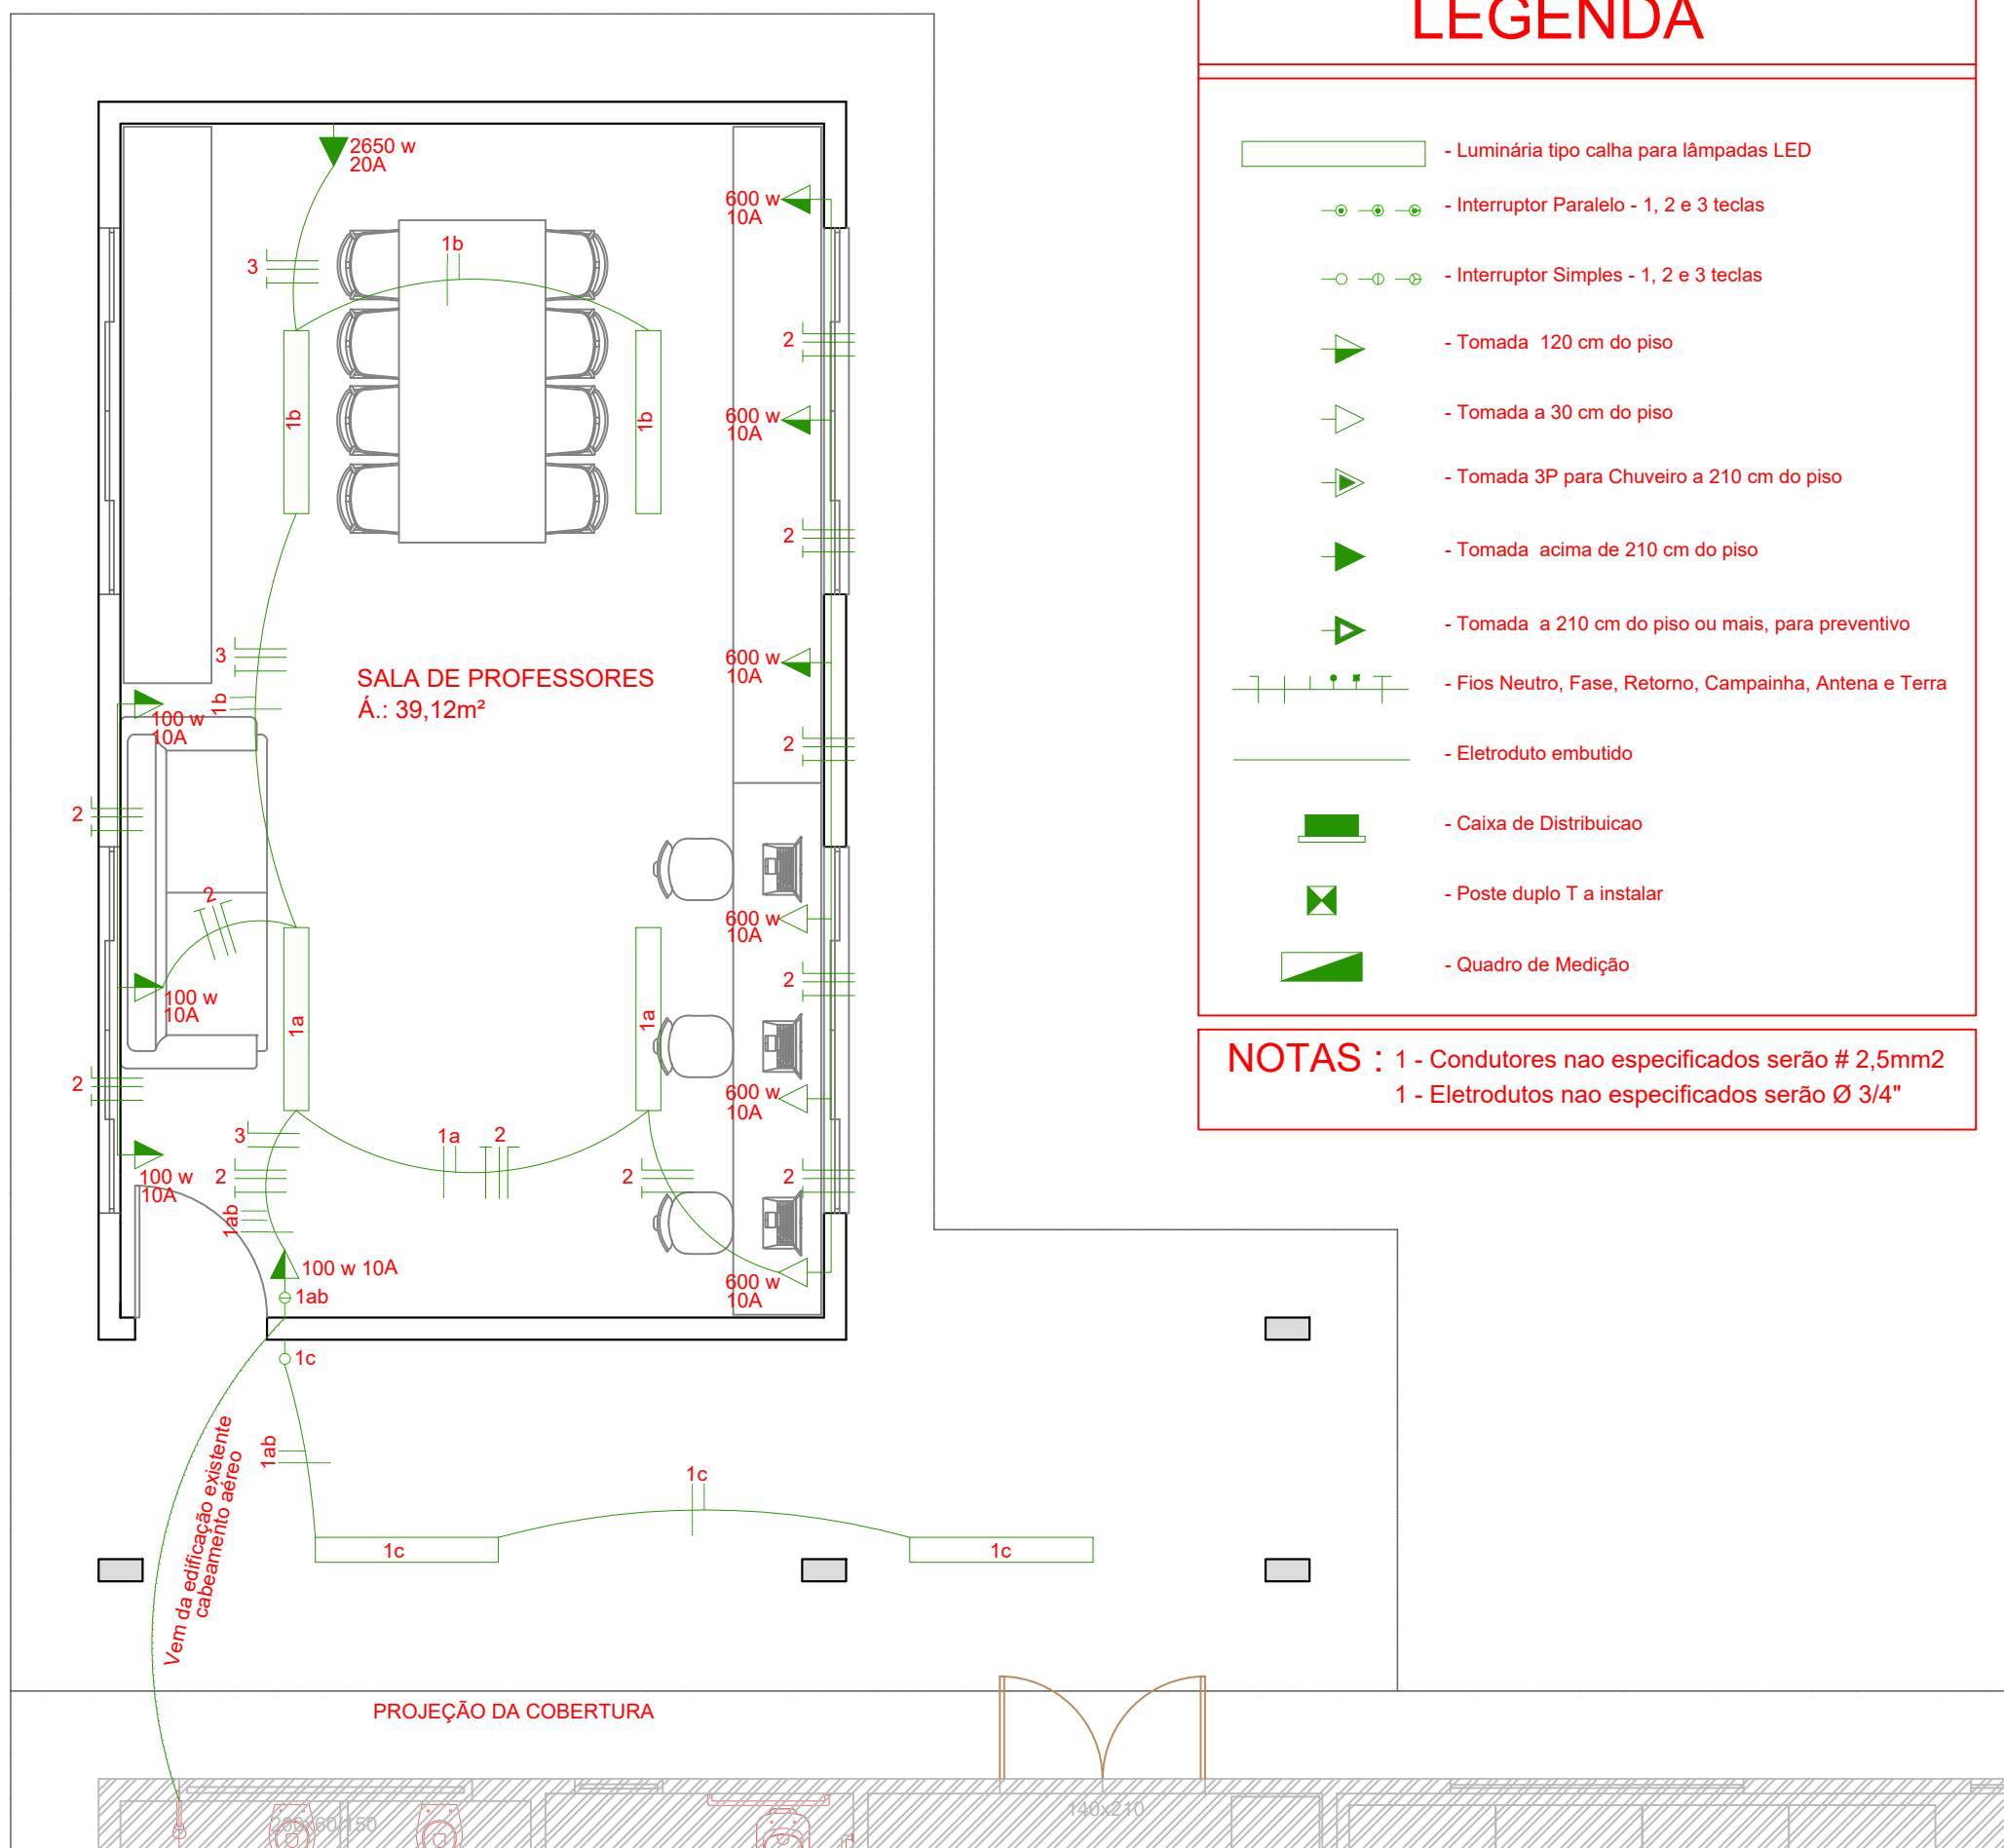 LEGENDA
- Luminária tipo calha para lâmpadas LED
- Interruptor Paralelo - 1, 2 e 3 teclas
- Interruptor Simples - 1, 2 e 3 teclas
- Tomada  120 cm do piso
- Tomada a 30 cm do piso
- Tomada 3P para Chuveiro a 210 cm do piso
- Tomada  acima de 210 cm do piso
- Tomada  a 210 cm do piso ou mais, para preventivo
- Fios Neutro, Fase, Retorno, Campainha, Antena e Terra
- Eletroduto embutido
- Caixa de Distribuicao
- Poste duplo T a instalar
- Quadro de Medição
NOTAS : 1 - Condutores nao especificados serão # 2,5mm2
1 - Eletrodutos nao especificados serão Ø 3/4"
2650 w
20A
600 w
10A
3
1b
2
1b
1b
600 w
10A
2
3
SALA DE PROFESSORES
Á.: 39,12m²
600 w
10A
1b
100 w
10A
2
2
2
600 w
10A
2
100 w
10A
1a
1a
2
600 w
10A
3
1a
2
100 w
10A
2
2
2
1ab
100 w 10A
600 w
10A
1ab
1c
1ab
Vem da edificação existente
cabeamento aéreo
1c
1c
1c
PROJEÇÃO DA COBERTURA
140x210
200x60/150